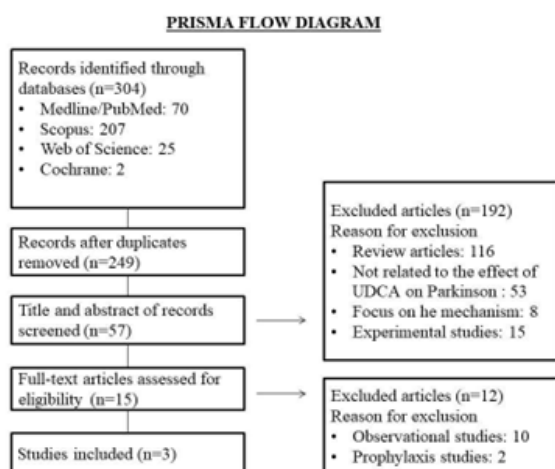 PRISMA FLOW DIAGRAM
Records identified through
databases (n=304)
• Medline/PubMed: 70
• Scopus: 207
• Web of Science: 25
• Cochrane: 2
Records after duplicates
removed (n=249)
Title and abstract of records
screened (n=57)
Excluded articles (n=192)
Reason for exclusion
• Review articles: 116
• Not related to the effect of
UDCA on Parkinson : 53
• Focus on he mechanism: 8
• Experimental studies: 15
Full-text articles assessed for
eligibility (n=15)
Excluded articles (n=12)
Reason for exclusion
• Observational studies: 10
• Prophylaxis studies: 2
Studies included (n=3)